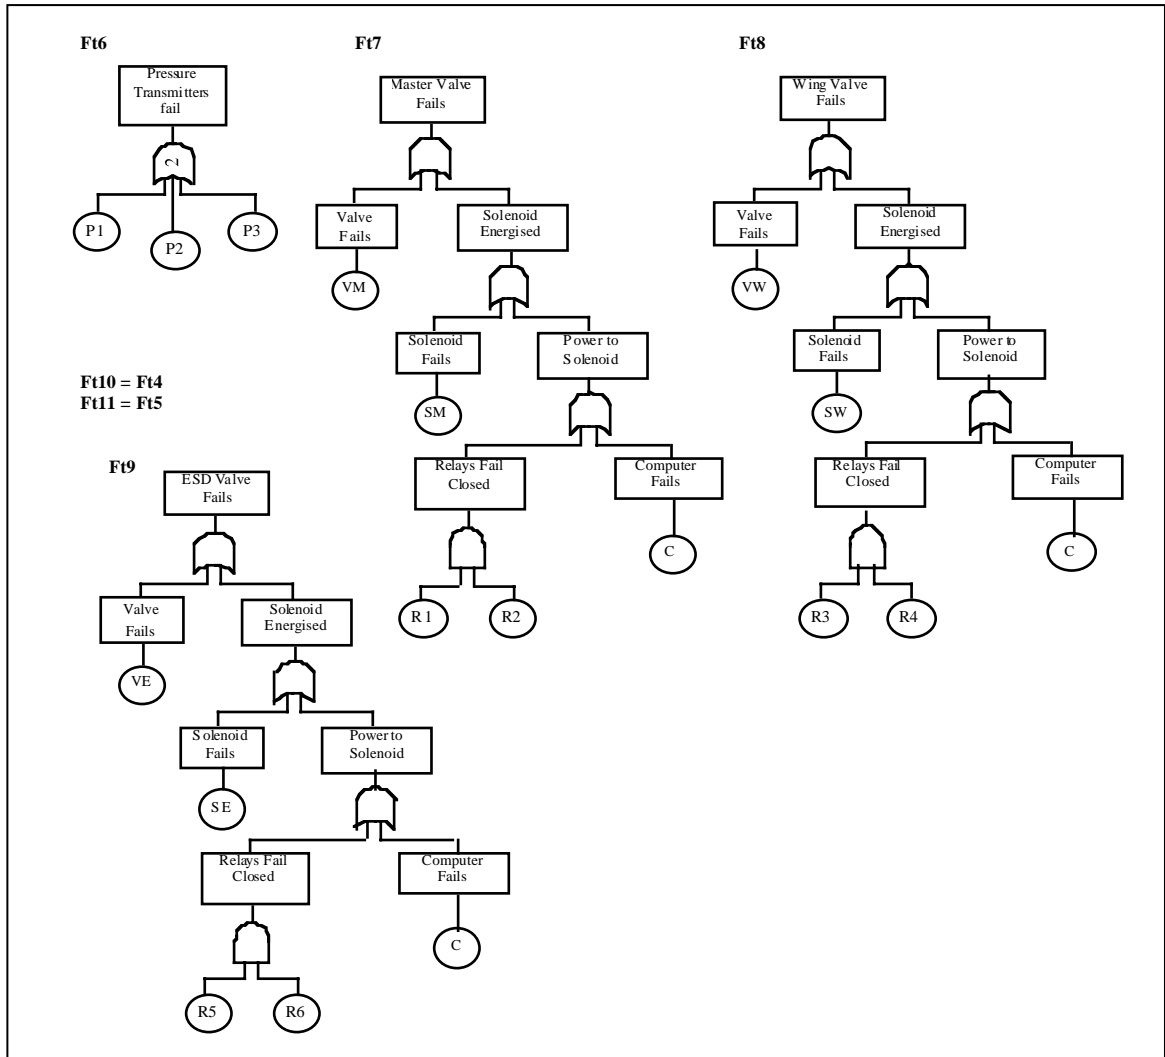 Ft6
Pressure
Transmitters
fail
2
P1
P2
P3
Ft7
Master Valve
Fails
Valve
Fails
VM
Solenoid
Energised
Solenoid
Fails
SM
Power to
Solenoid
Relays Fail
Closed
R1
R2
Computer
Fails
C
Ft8
Wing Valve
Fails
Valve
Fails
VW
Solenoid
Energised
Solenoid
Fails
SW
Power to
Solenoid
Relays Fail
Closed
R3
R4
Computer
Fails
C
Ft10 = Ft4
Ft11 = Ft5
Ft9
ESD Valve
Fails
Valve
Fails
VE
Solenoid
Energised
Solenoid
Fails
SE
Power to
Solenoid
Relays Fail
Closed
R5
R6
Computer
Fails
C